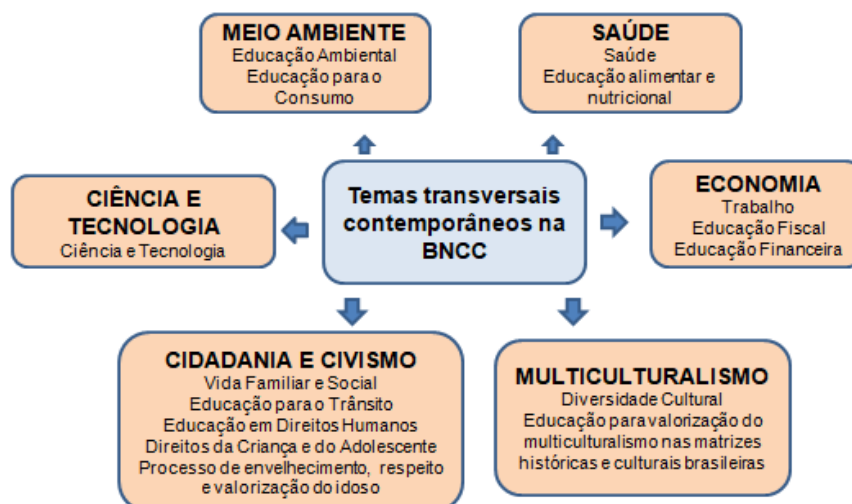 MEIO AMBIENTE
Educação Ambiental
Educação para o
Consumo
SAÚDE
Saúde
Educação alimentar e
nutricional
CIÊNCIA E
TECNOLOGIA
Ciência e Tecnologia
Temas transversais
contemporâneos na
BNCC
ECONOMIA
Trabalho
Educação Fiscal
Educação Financeira
CIDADANIA E CIVISMO
Vida Familiar e Social
Educação para o Trânsito
Educação em Direitos Humanos
Direitos da Criança e do Adolescente
Processo de envelhecimento, respeito
e valorização do idoso
MULTICULTURALISMO
Diversidade Cultural
Educação para valorização do
multiculturalismo nas matrizes
históricas e culturais brasileiras